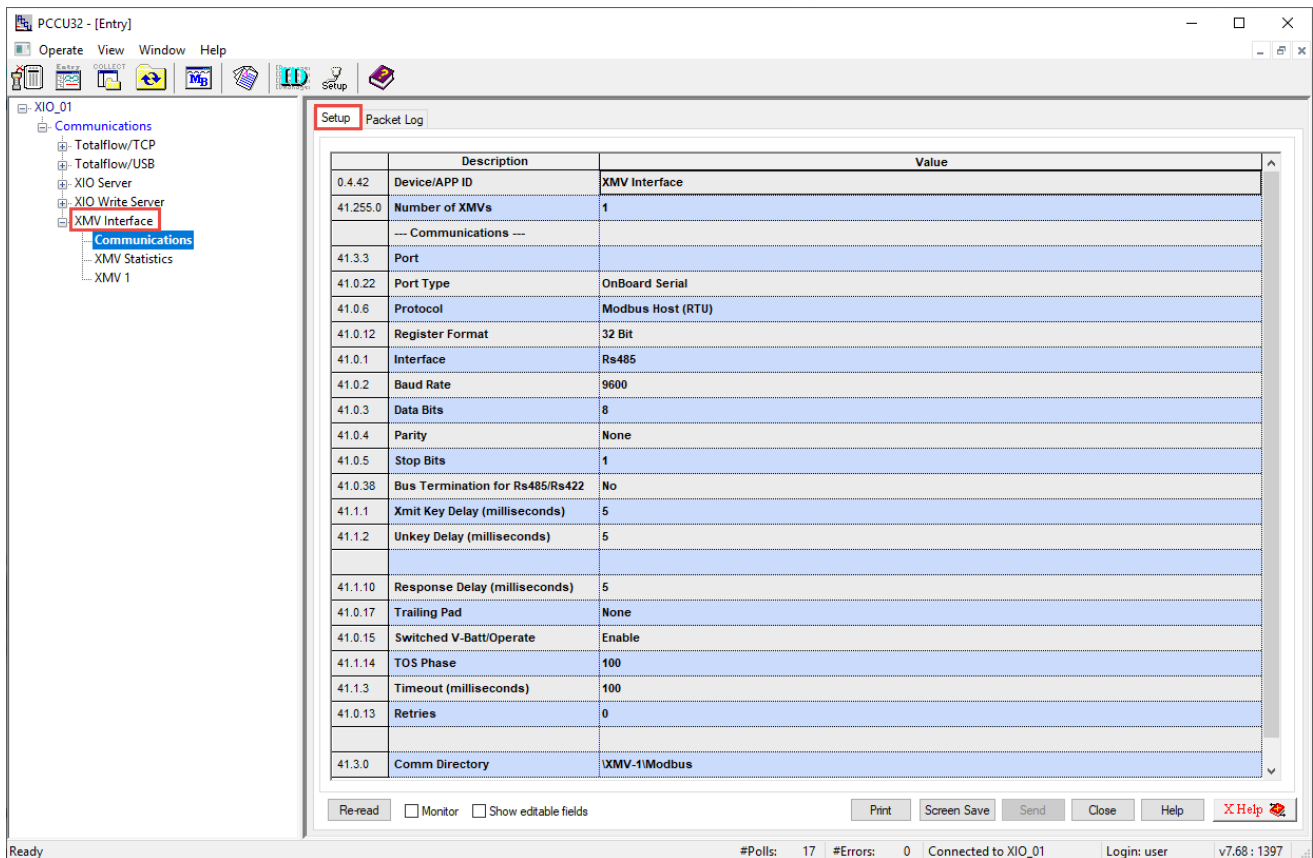 PCCU32 - [Entry]
Operate View Window Help
Entry COLLECT MB ID Setup
XIO_01
Communications
Totalflow/TCP
Totalflow/USB
XIO Server
XIO Write Server
XMV Interface
Communications
XMV Statistics
XMV 1
Setup Packet Log
Description Value
0.4.42 Device/APP ID XMV Interface
41.255.0 Number of XMVs 1
--- Communications ---
41.3.3 Port
41.0.22 Port Type OnBoard Serial
41.0.6 Protocol Modbus Host (RTU)
41.0.12 Register Format 32 Bit
41.0.1 Interface Rs485
41.0.2 Baud Rate 9600
41.0.3 Data Bits 8
41.0.4 Parity None
41.0.5 Stop Bits 1
41.0.38 Bus Termination for Rs485/Rs422 No
41.1.1 Xmit Key Delay (milliseconds) 5
41.1.2 Unkey Delay (milliseconds) 5
41.1.10 Response Delay (milliseconds) 5
41.0.17 Trailing Pad None
41.0.15 Switched V-Batt/Operate Enable
41.1.14 TOS Phase 100
41.1.3 Timeout (milliseconds) 100
41.0.13 Retries 0
41.3.0 Comm Directory \XMV-1\Modbus
Re-read Monitor Show editable fields Print Screen Save Send Close Help X Help
Ready #Polls: 17 #Errors: 0 Connected to XIO_01 Login: user v7.68 : 1397